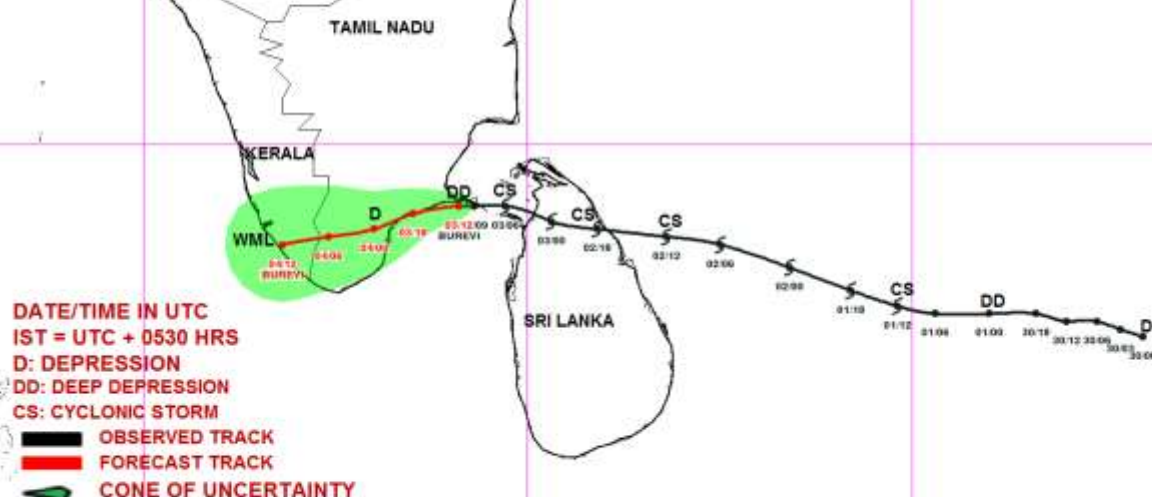 TAMIL NADU
KERALA
DD
CS
CS
CS
D
WML
03/12/09
03/06
BUREVI
03/18
03/00
02/18
02/12
02/06
04/00
04/06
04/12
BUREVI
02/00
01/18
CS
01/12
01/06
DD
01/00
30/18
30/12
30/06
30/03
D
SRI LANKA
DATE/TIME IN UTC
IST = UTC + 0530 HRS
D: DEPRESSION
DD: DEEP DEPRESSION
CS: CYCLONIC STORM
OBSERVED TRACK
FORECAST TRACK
CONE OF UNCERTAINTY